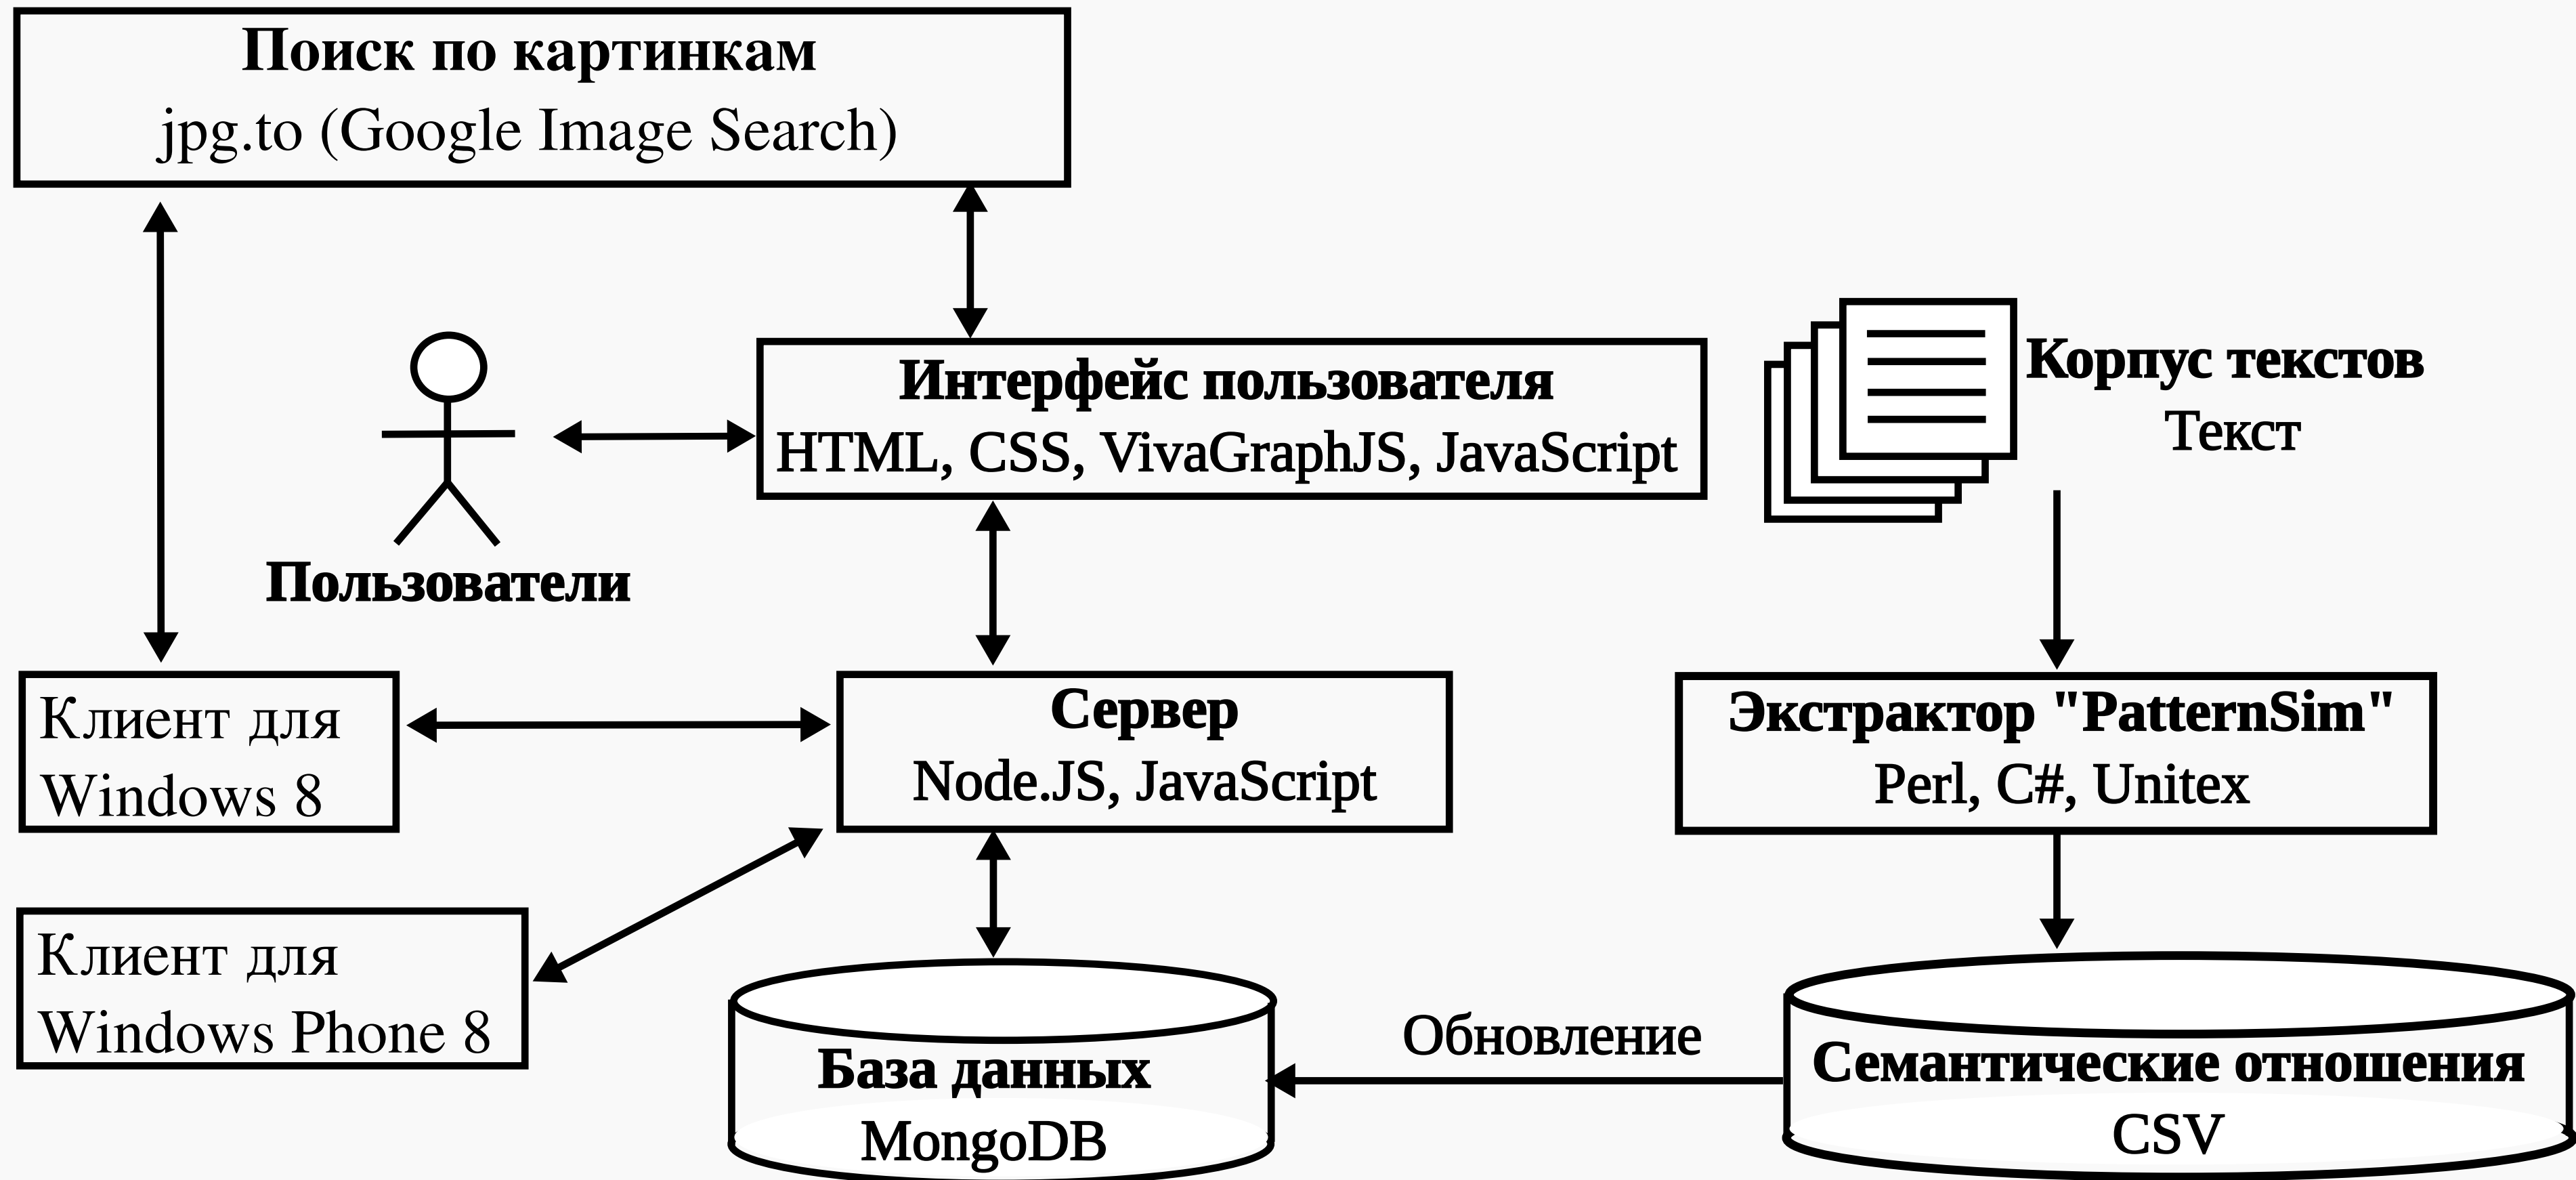 Поиск по картинкам
jpg.to (Google Image Search)
Интерфейс пользователя
HTML, CSS, VivaGraphJS, JavaScript
Корпус текстов
Текст
Пользователи
Клиент для
Windows 8
Сервер
Node.JS, JavaScript
Экстрактор "PatternSim"
Perl, C#, Unitex
Клиент для
Windows Phone 8
База данных
MongoDB
Обновление
Семантические отношения
CSV